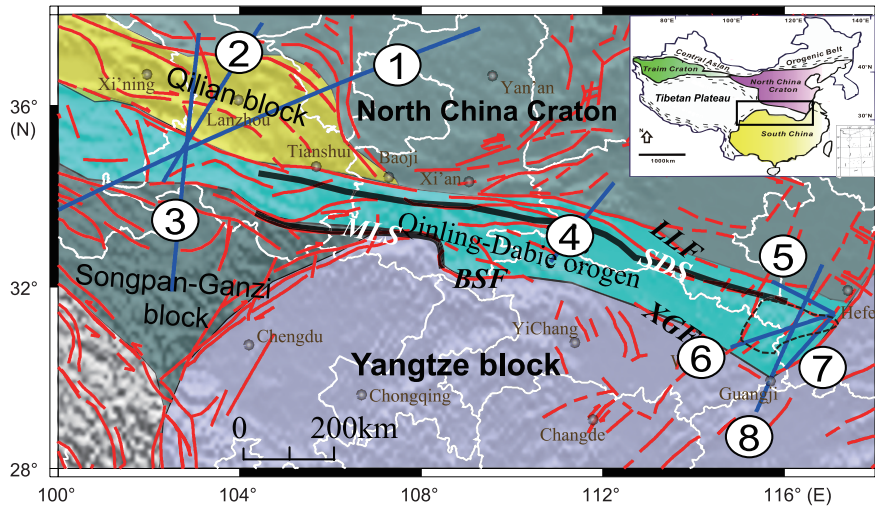 80°E
100°E
120°E
140°E
Central Asian
Orogenic Belt
Traim Craton
40°N
North China
Craton
Tibetan Plateau
30°N
N
South China
1000km
2
1
Xi'ning
Qilian block
Yan'an
36°
(N)
Lanzhou
North China Craton
Tianshui
Baoji
Xi'an
3
MLS
Qinling-Dabie orogen
4
LLF
SDS
5
Songpan-Ganzi
block
BSF
32°
XGF
Hefe
Chengdu
YiChang
6
7
Yangtze block
Guangji
Chongqing
Changde
8
0
200km
28°
100°
104°
108°
112°
116° (E)